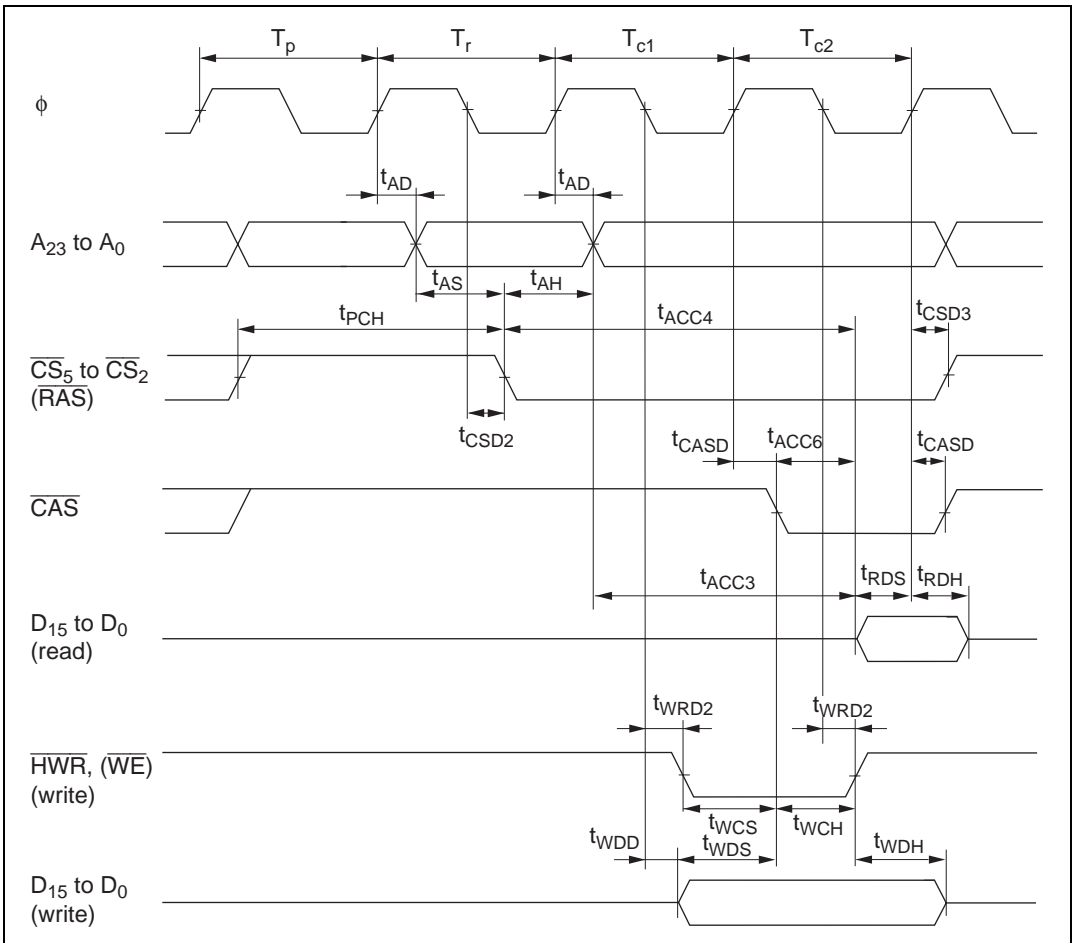 Tp Tr Tc1 Tc2
ϕ
tAD tAD
A23 to A0
tAS tAH
tPCH tACC4 tCSD3
CS5 to CS2
(RAS)
tCSD2
tCASD tACC6 tCASD
CAS
tACC3 tRDS tRDH
D15 to D0
(read)
tWRD2 tWRD2
HWR, (WE)
(write)
tWCS tWCH
tWDD tWDS tWDH
D15 to D0
(write)